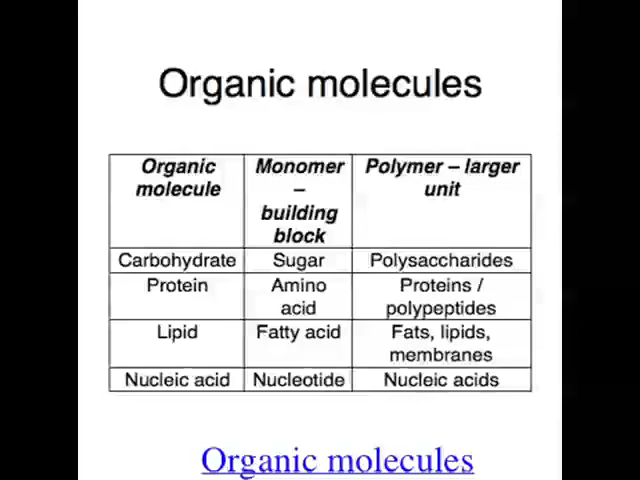 Organic molecules
Organic Monomer Polymer – larger
molecule – unit
building
block
Carbohydrate Sugar Polysaccharides
Protein Amino Proteins /
acid polypeptides
Lipid Fatty acid Fats, lipids,
membranes
Nucleic acid Nucleotide Nucleic acids
Organic molecules